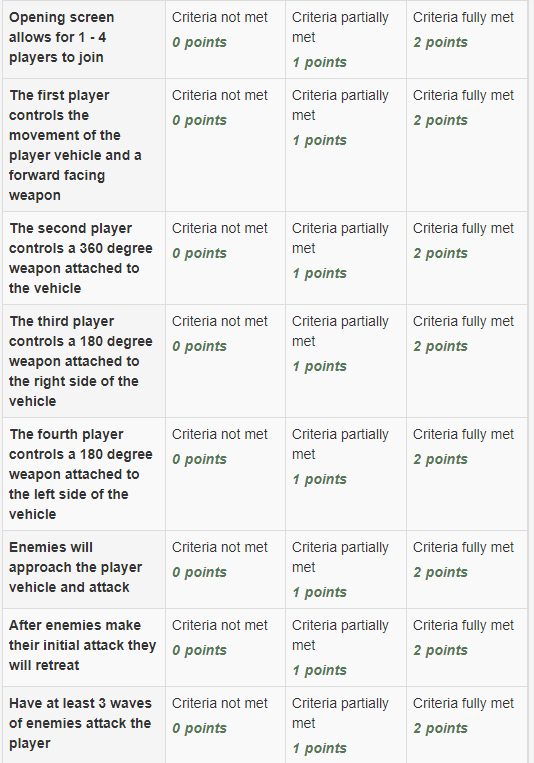 Opening screen
allows for 1 - 4
players to join
Criteria not met
0 points
Criteria partially
met
1 points
Criteria fully met
2 points
The first player
controls the
movement of the
player vehicle and a
forward facing
weapon
Criteria not met
0 points
Criteria partially
met
1 points
Criteria fully met
2 points
The second player
controls a 360 degree
weapon attached to
the vehicle
Criteria not met
0 points
Criteria partially
met
1 points
Criteria fully met
2 points
The third player
controls a 180 degree
weapon attached to
the right side of the
vehicle
Criteria not met
0 points
Criteria partially
met
1 points
Criteria fully met
2 points
The fourth player
controls a 180 degree
weapon attached to
the left side of the
vehicle
Criteria not met
0 points
Criteria partially
met
1 points
Criteria fully met
2 points
Enemies will
approach the player
vehicle and attack
Criteria not met
0 points
Criteria partially
met
1 points
Criteria fully met
2 points
After enemies make
their initial attack they
will retreat
Criteria not met
0 points
Criteria partially
met
1 points
Criteria fully met
2 points
Have at least 3 waves
of enemies attack the
player
Criteria not met
0 points
Criteria partially
met
1 points
Criteria fully met
2 points